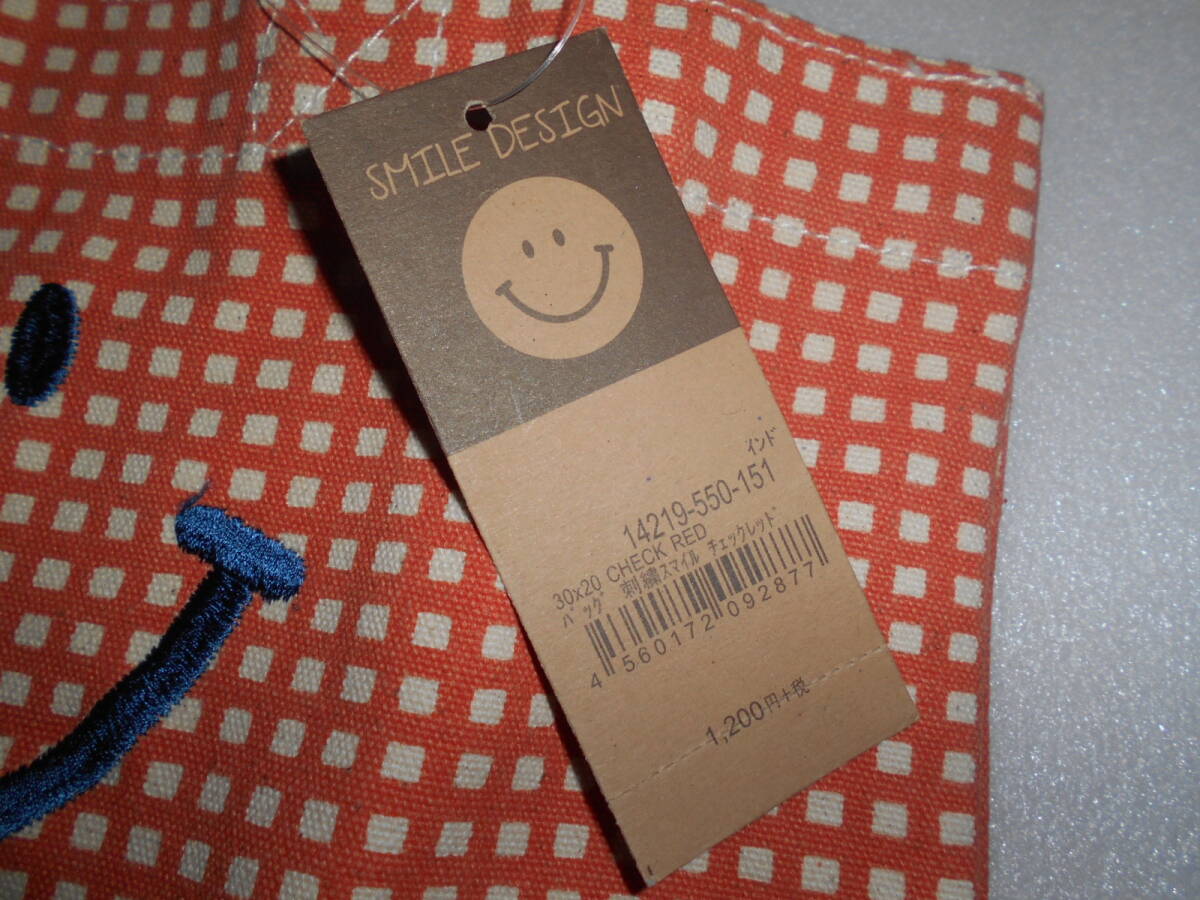 SMILE DESIGN
インド
14219-550-151
30x20 CHECK RED
バッグ 刺繍スマイル チェックレッド
4 560172 092877
1,200円+税